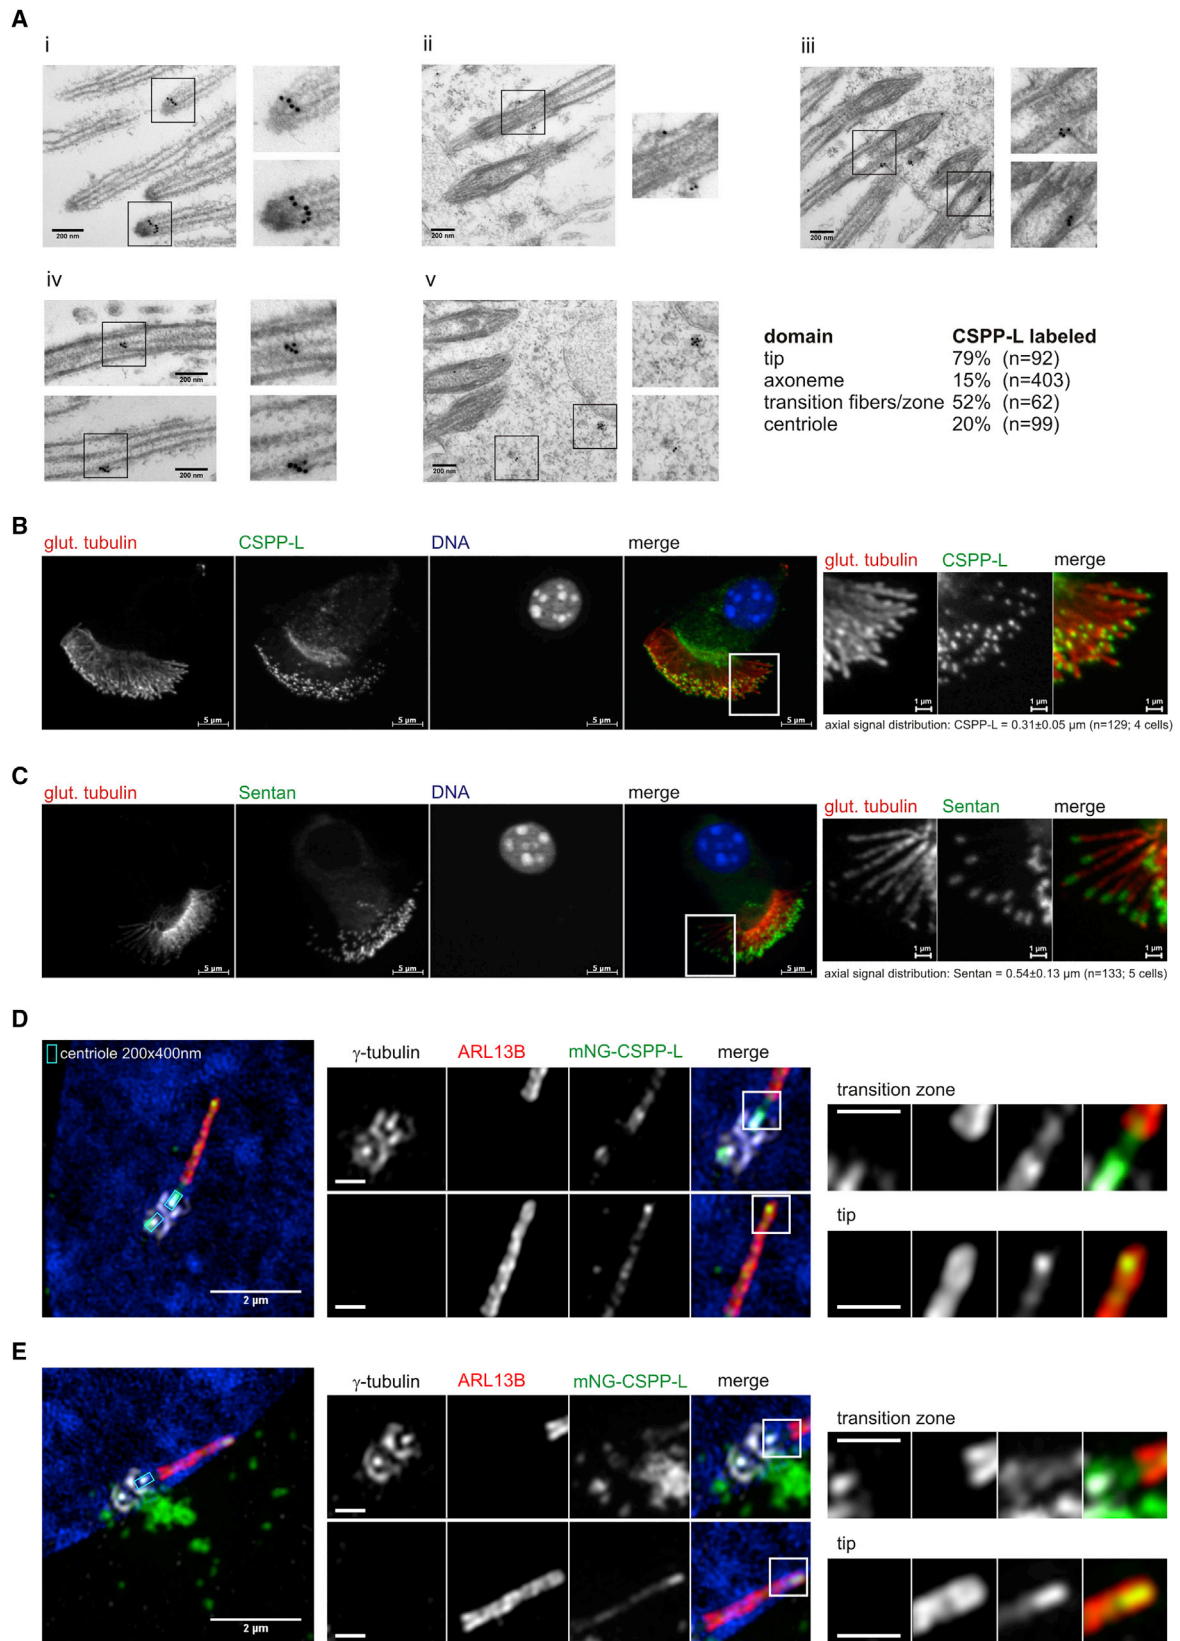 A
i
ii
iii
200 nm
200 nm
200 nm
iv
v
200 nm
200 nm
200 nm
domain CSPP-L labeled
tip 79% (n=92)
axoneme 15% (n=403)
transition fibers/zone 52% (n=62)
centriole 20% (n=99)
B
glut. tubulin CSPP-L DNA merge
glut. tubulin CSPP-L merge
5 µm 5 µm 5 µm 5 µm
1 µm 1 µm 1 µm
axial signal distribution: CSPP-L = 0.31±0.05 µm (n=129; 4 cells)
C
glut. tubulin Sentan DNA merge
glut. tubulin Sentan merge
5 µm 5 µm 5 µm 5 µm
1 µm 1 µm 1 µm
axial signal distribution: Sentan = 0.54±0.13 µm (n=133; 5 cells)
D
centriole 200x400nm
γ-tubulin ARL13B mNG-CSPP-L merge
transition zone
tip
2 µm
E
γ-tubulin ARL13B mNG-CSPP-L merge
transition zone
tip
2 µm